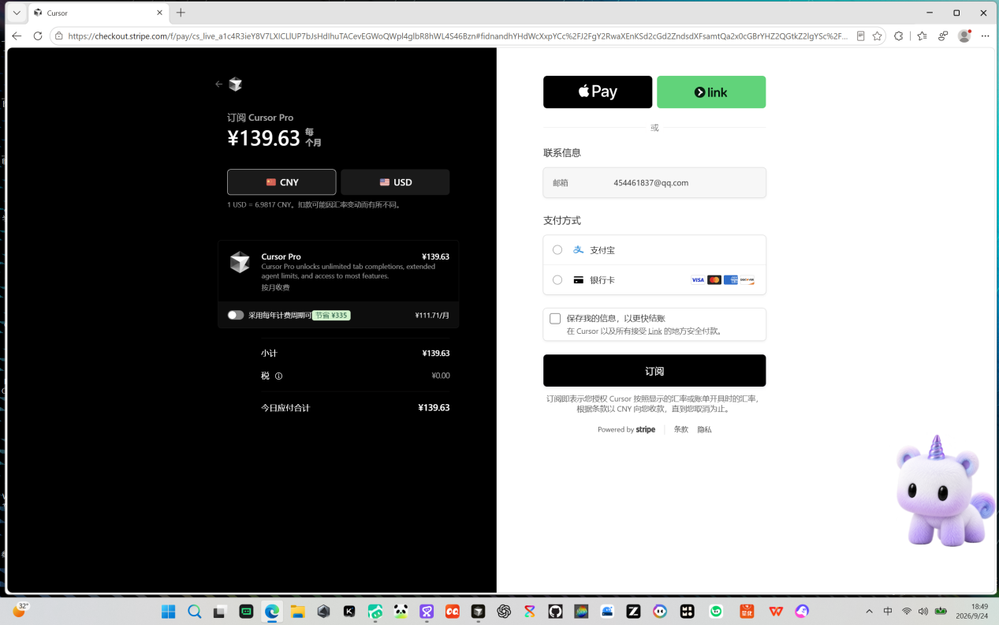 Cursor
https://checkout.stripe.com/f/pay/cs_live_a1c4R3ieY8V7LXICLlUP7bJsHdIhuTACevEGWoQWpl4glbR8hWL4S46Bzn#fidnandhYHdWcXxpYCc%2FJ2FgY2RwaXEnKSd2cGd2ZndsdXFsamtQa2x0cGBrYHZ2QGtkZ2lgYSc%2F...
订阅 Cursor Pro
¥139.63 每个月
CNY
USD
1 USD = 6.9817 CNY。扣款可能因汇率变动而有所不同。
Cursor Pro ¥139.63
Cursor Pro unlocks unlimited tab completions, extended
agent limits, and access to most features.
按月收费
采用每年计费周期可 节省 ¥335 ¥111.71/月
小计 ¥139.63
税 ¥0.00
今日应付合计 ¥139.63
Pay
link
或
联系信息
邮箱 454461837@qq.com
支付方式
支付宝
银行卡 VISA DISCOVER
保存我的信息，以更快结账
在 Cursor 以及所有接受 Link 的地方安全付款。
订阅
订阅即表示您授权 Cursor 按照显示的汇率或账单开具时的汇率，
根据条款以 CNY 向您收款，直到您取消为止。
Powered by stripe 条款 隐私
32°
中
18:49
2026/9/24